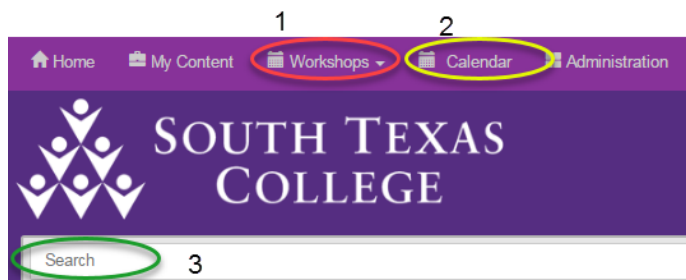 1 2
Home My Content Workshops Calendar Administration
SOUTH TEXAS
COLLEGE
Search 3